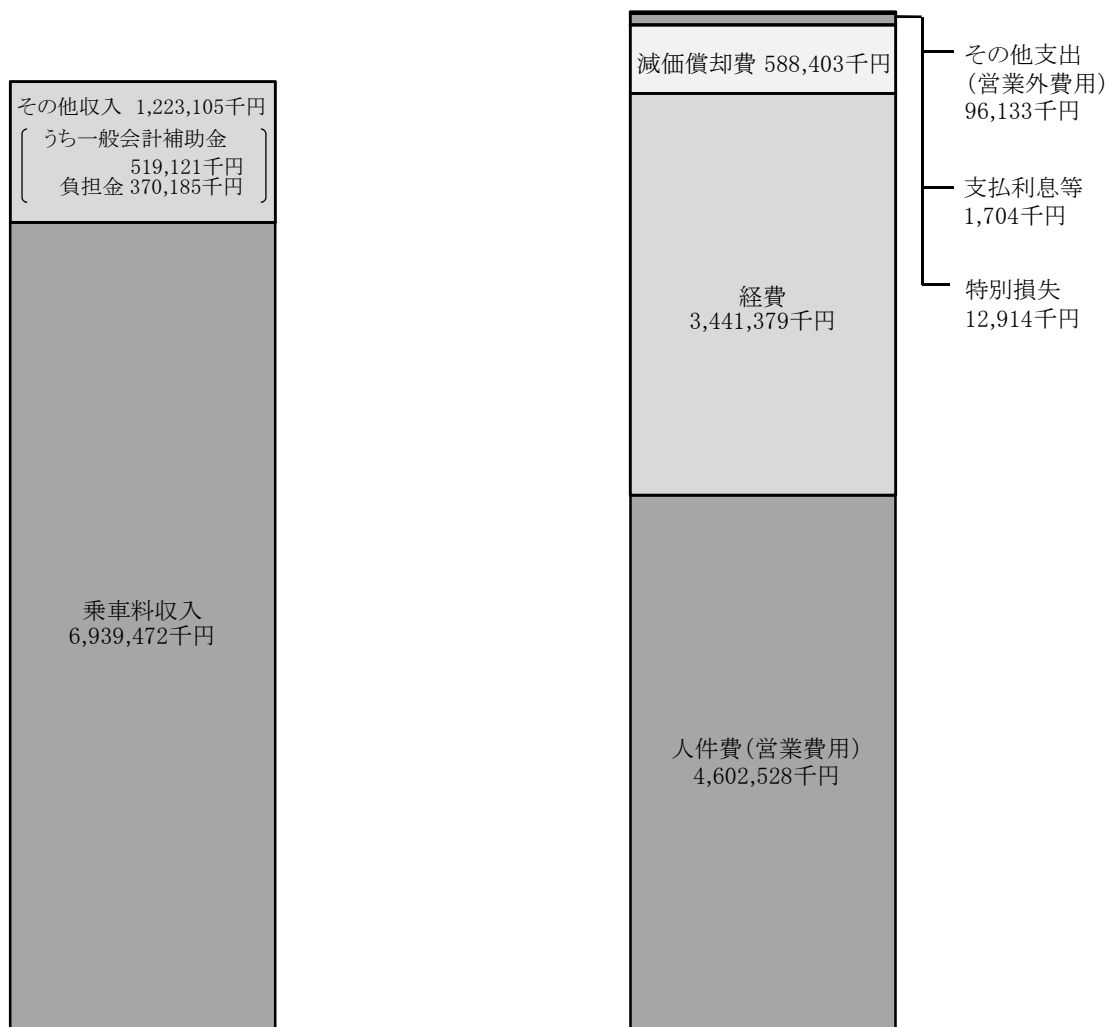 その他収入 1,223,105千円
うち一般会計補助金
519,121千円
負担金 370,185千円
乗車料収入
6,939,472千円
減価償却費 588,403千円
経費
3,441,379千円
人件費(営業費用)
4,602,528千円
その他支出
(営業外費用)
96,133千円
支払利息等
1,704千円
特別損失
12,914千円